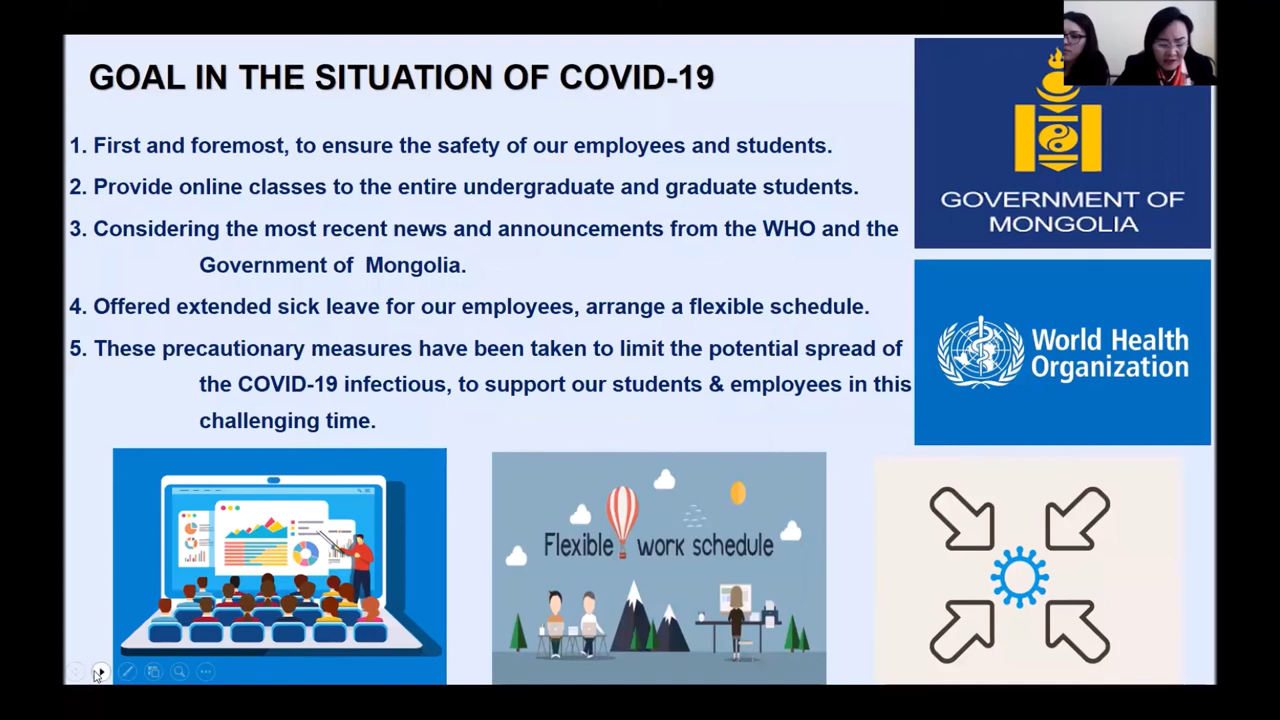 GOAL IN THE SITUATION OF COVID-19
1. First and foremost, to ensure the safety of our employees and students.
2. Provide online classes to the entire undergraduate and graduate students.
3. Considering the most recent news and announcements from the WHO and the
Government of Mongolia.
4. Offered extended sick leave for our employees, arrange a flexible schedule.
5. These precautionary measures have been taken to limit the potential spread of
the COVID-19 infectious, to support our students & employees in this
challenging time.
GOVERNMENT OF
MONGOLIA
World Health
Organization
Flexible work schedule